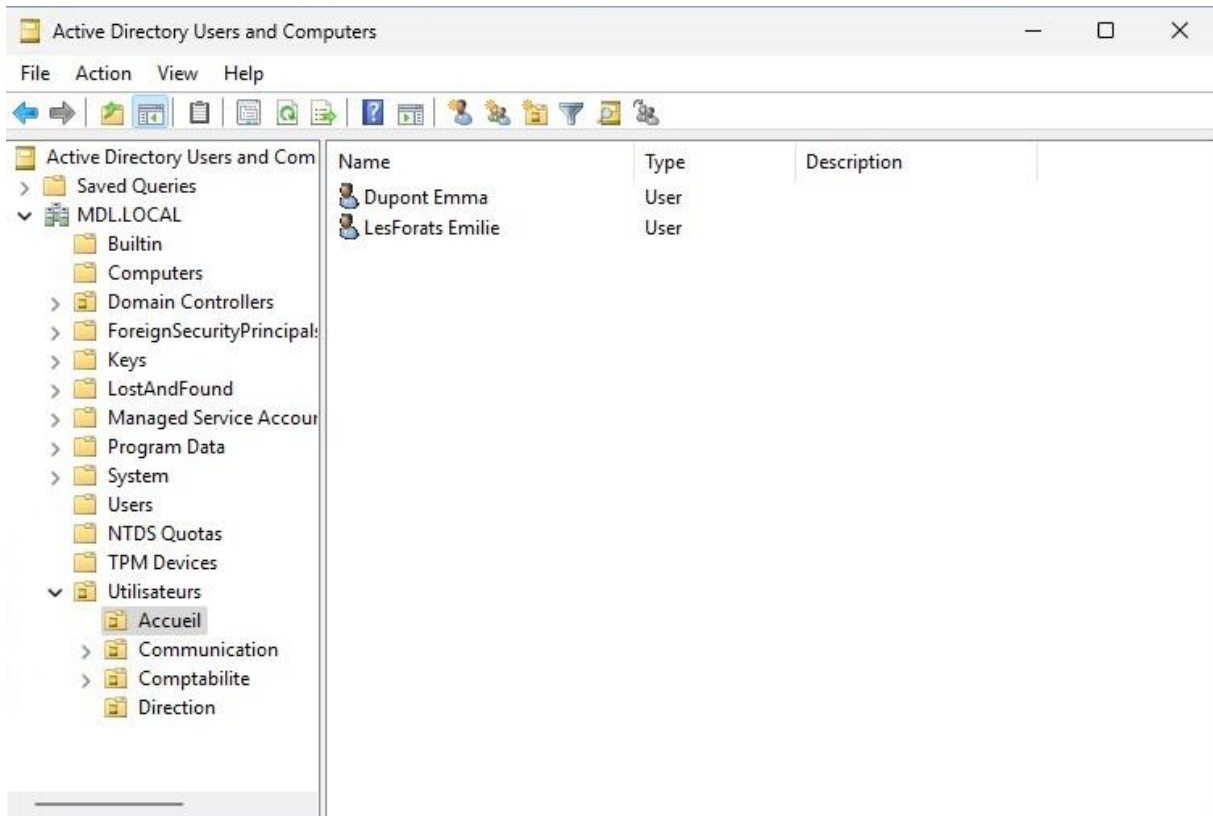 Active Directory Users and Computers
File Action View Help
Active Directory Users and Com
Saved Queries
MDL.LOCAL
Builtin
Computers
Domain Controllers
ForeignSecurityPrincipals
Keys
LostAndFound
Managed Service Accour
Program Data
System
Users
NTDS Quotas
TPM Devices
Utilisateurs
Accueil
Communication
Comptabilite
Direction
Name Type Description
Dupont Emma User
LesForats Emilie User